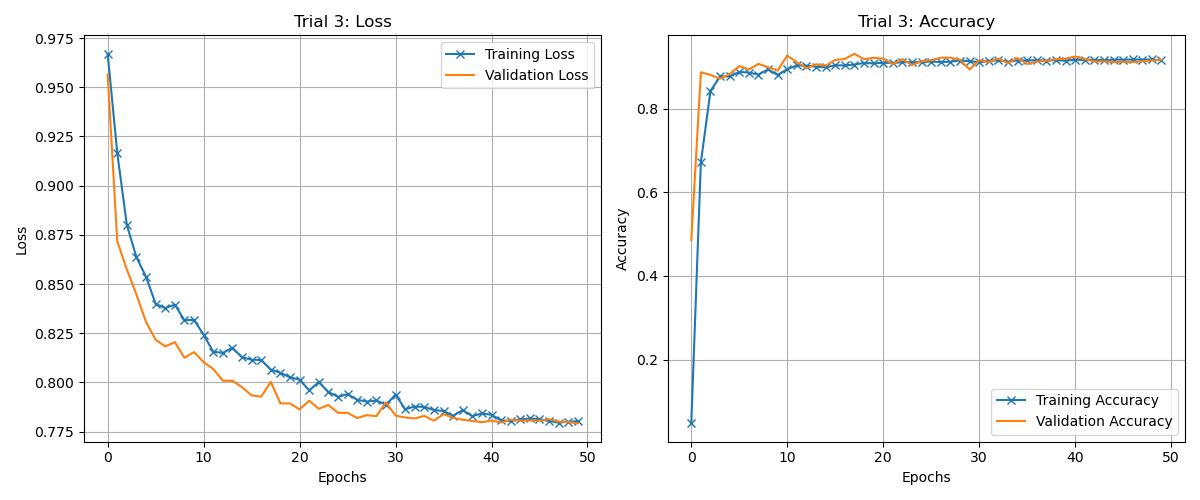 Trial 3: Loss
0.975
0.950
0.925
0.900
0.875
0.850
0.825
0.800
0.775
Loss
Training Loss
Validation Loss
0 10 20 30 40 50
Epochs
Trial 3: Accuracy
0.8
0.6
0.4
0.2
Accuracy
Training Accuracy
Validation Accuracy
0 10 20 30 40 50
Epochs